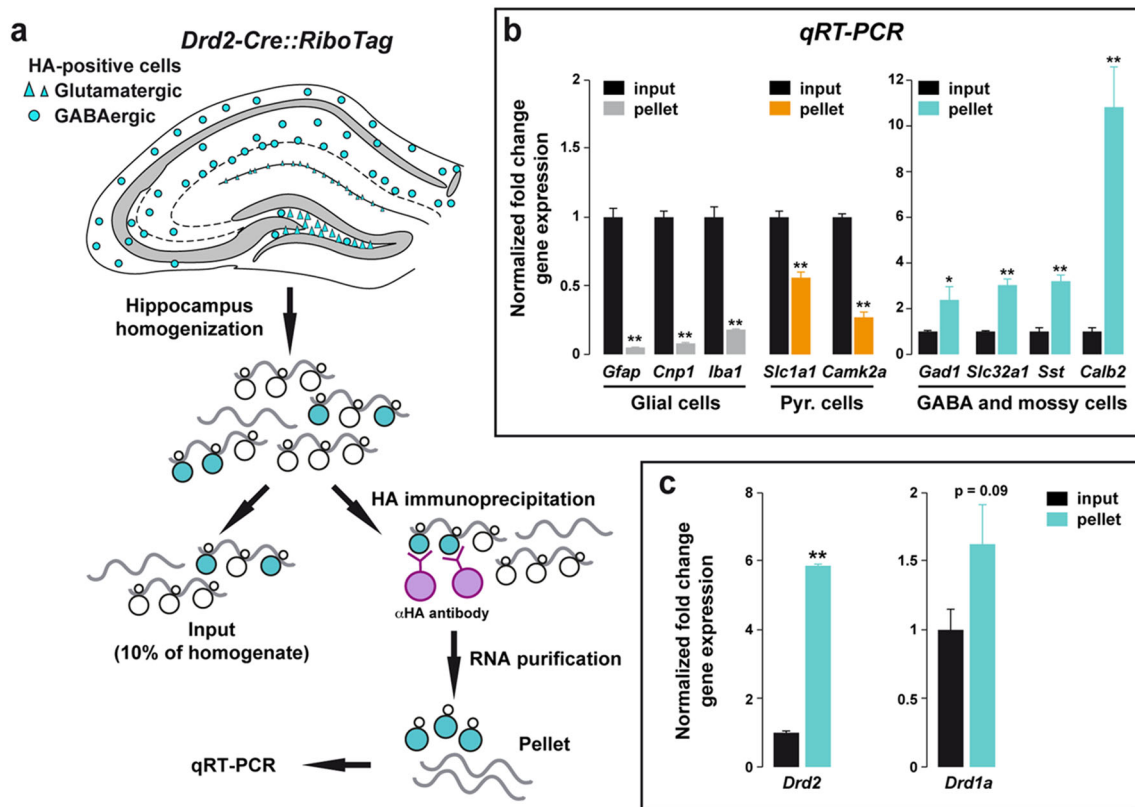 a
Drd2-Cre::RiboTag
HA-positive cells
Glutamatergic
GABAergic
Hippocampus
homogenization
HA immunoprecipitation
αHA antibody
Input
(10% of homogenate)
RNA purification
Pellet
qRT-PCR
b
qRT-PCR
Normalized fold change
gene expression
2
1.5
1
0.5
0
input
pellet
input
pellet
** ** ** ** **
Gfap Cnp1 Iba1 Slc1a1 Camk2a
Glial cells Pyr. cells
12
10
8
6
4
2
0
input
pellet
* ** ** **
Gad1 Slc32a1 Sst Calb2
GABA and mossy cells
c
Normalized fold change
gene expression
8
6
4
2
0
**
Drd2
2
1.5
1
0.5
0
p = 0.09
Drd1a
input
pellet